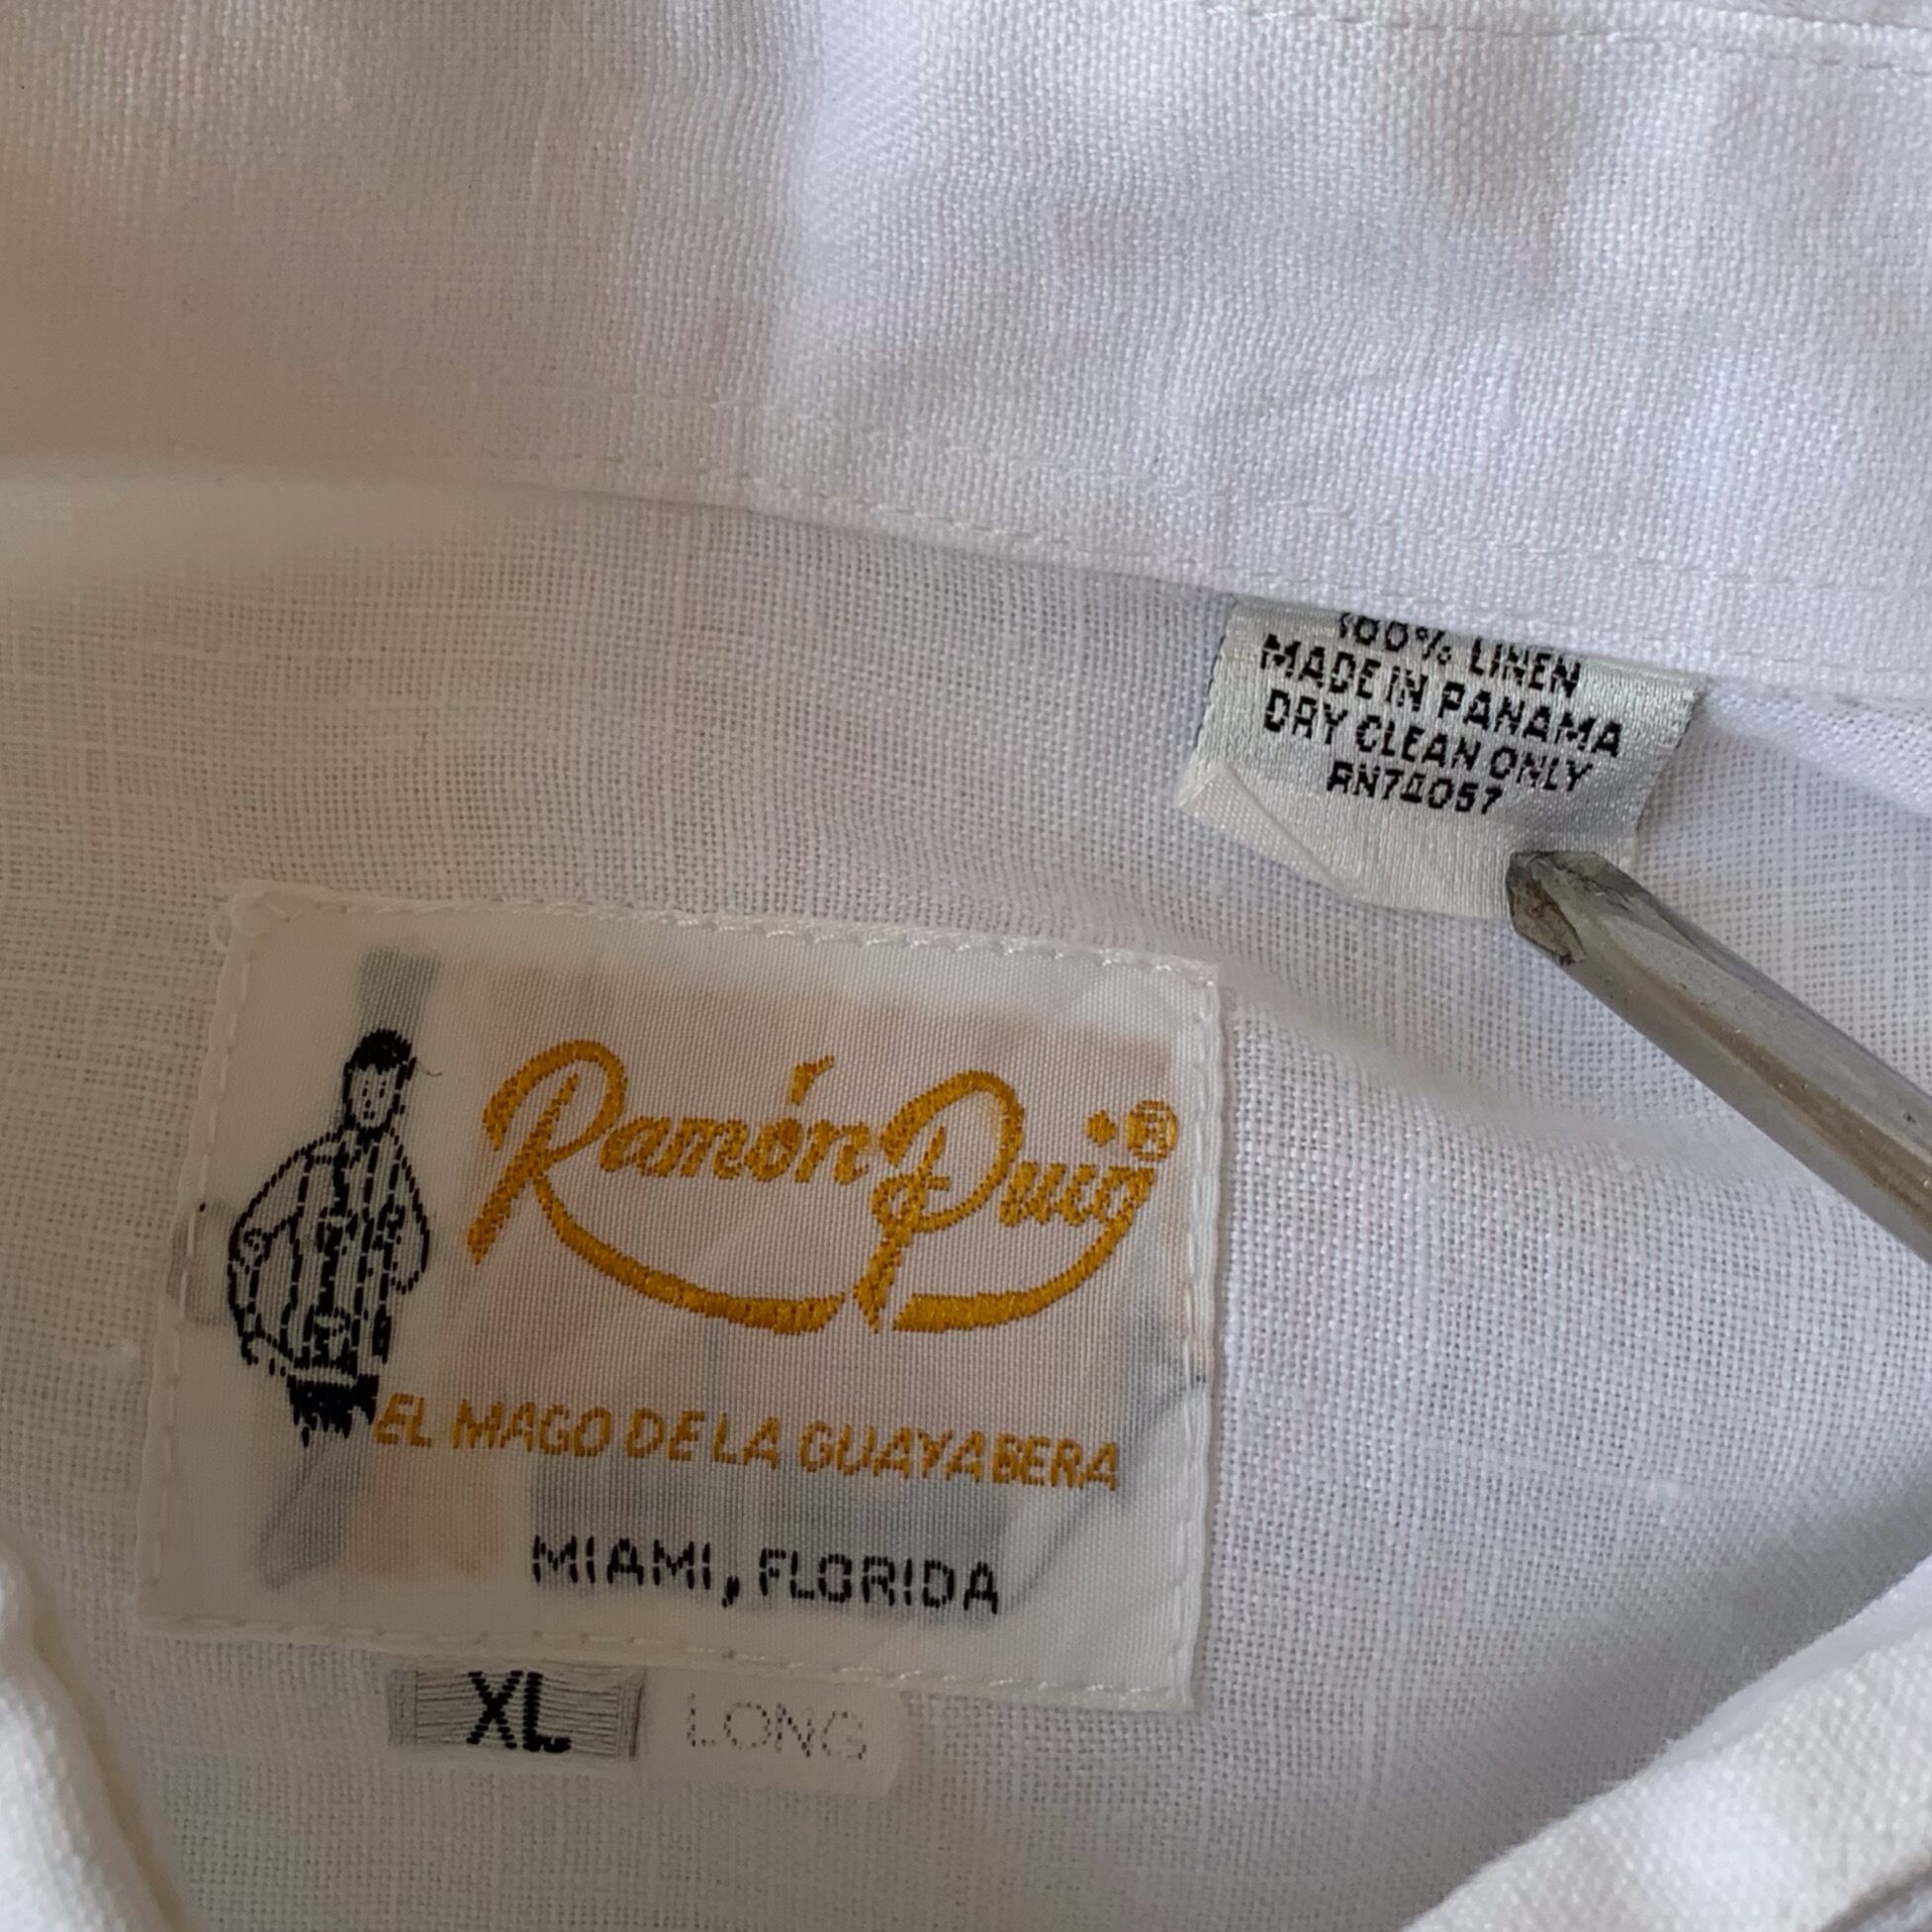 100% LINEN
MADE IN PANAMA
DRY CLEAN ONLY
RN74057
Ramón Puig ®
EL MAGO DE LA GUAYABERA
MIAMI, FLORIDA
XL LONG